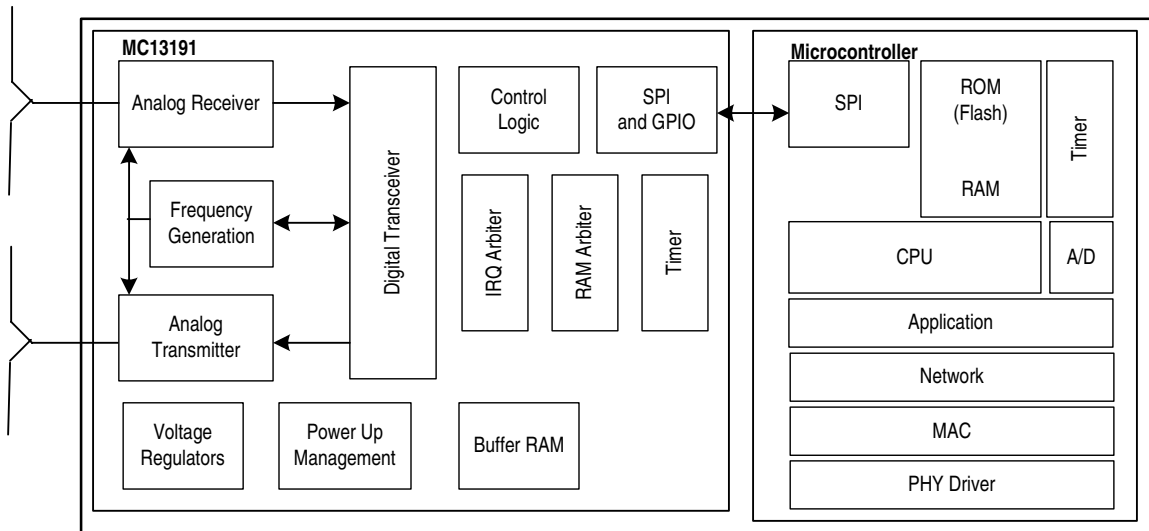 MC13191
Analog Receiver
Frequency
Generation
Analog
Transmitter
Digital Transceiver
Control
Logic
SPI
and GPIO
IRQ Arbiter
RAM Arbiter
Timer
Voltage
Regulators
Power Up
Management
Buffer RAM
Microcontroller
SPI
ROM
(Flash)
RAM
Timer
CPU
A/D
Application
Network
MAC
PHY Driver